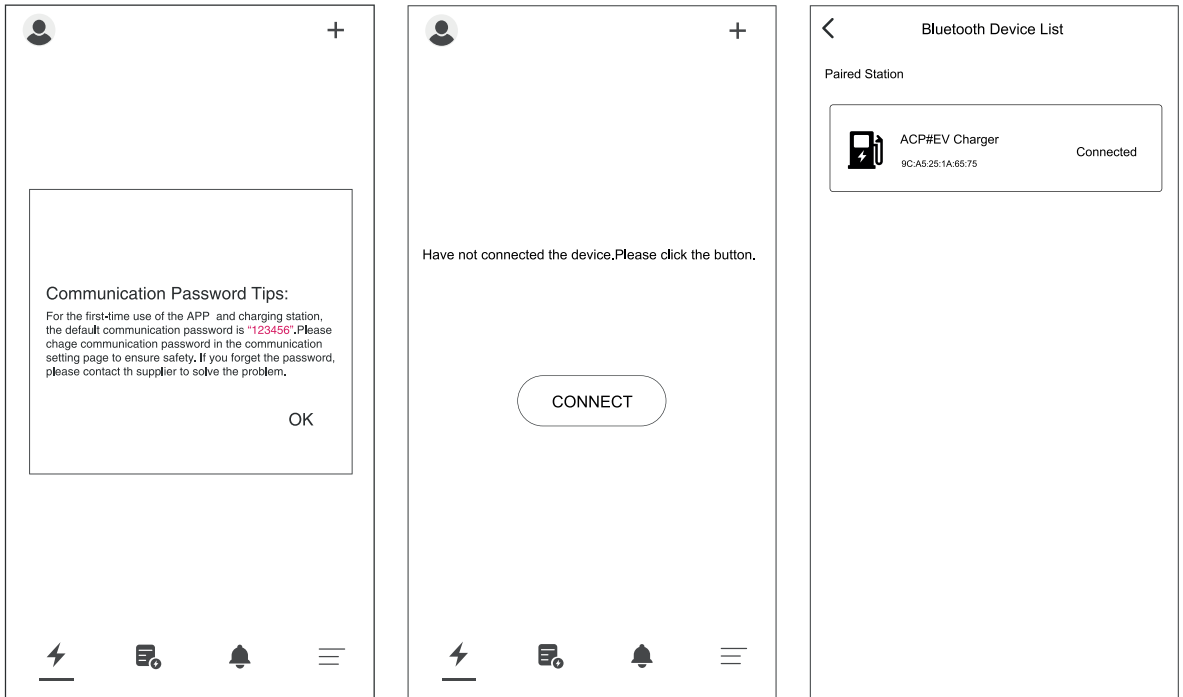 Communication Password Tips:
For the first-time use of the APP and charging station,
the default communication password is "123456".Please
chage communication password in the communication
setting page to ensure safety. If you forget the password,
please contact th supplier to solve the problem.
OK
Have not connected the device.Please click the button.
CONNECT
Bluetooth Device List
Paired Station
ACP#EV Charger
9C:A5:25:1A:65:75
Connected